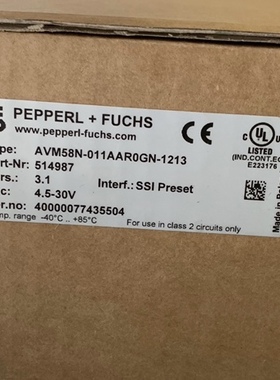 PEPPERL + FUCHS
www.pepperl-fuchs.com
pe: AVM58N-011AAR0GN-1213
rt-Nr: 514987
rs.: 3.1 Interf.: SSI Preset
c: 4.5-30V
r.no: 40000077435504
mp. range -40°C .. +85°C For use in class 2 circuits only
CE
UL
LISTED
(IND.CONT.EQ
E223176
Made in